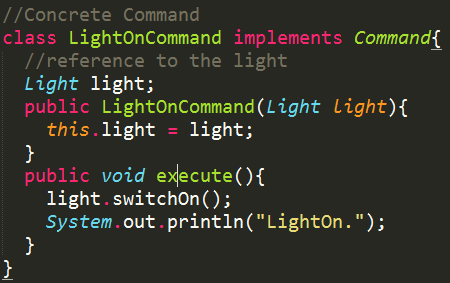 //Concrete Command
class LightOnCommand implements Command{
  //reference to the light
  Light light;
  public LightOnCommand(Light light){
    this.light = light;
  }
  public void execute(){
    light.switchOn();
    System.out.println("LightOn.");
  }
}